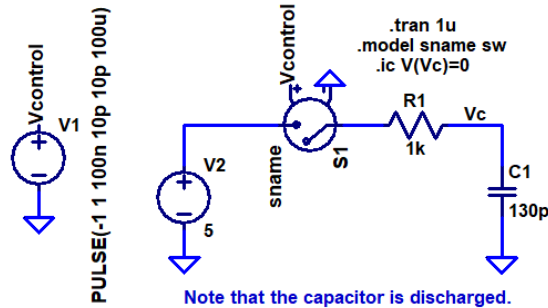 .tran 1u
.model sname sw
.ic V(Vc)=0
Vcontrol
V1
PULSE(-1 1 100n 10p 10p 100u)
V2
5
Vcontrol
sname
S1
R1
1k
Vc
C1
130p
Note that the capacitor is discharged.